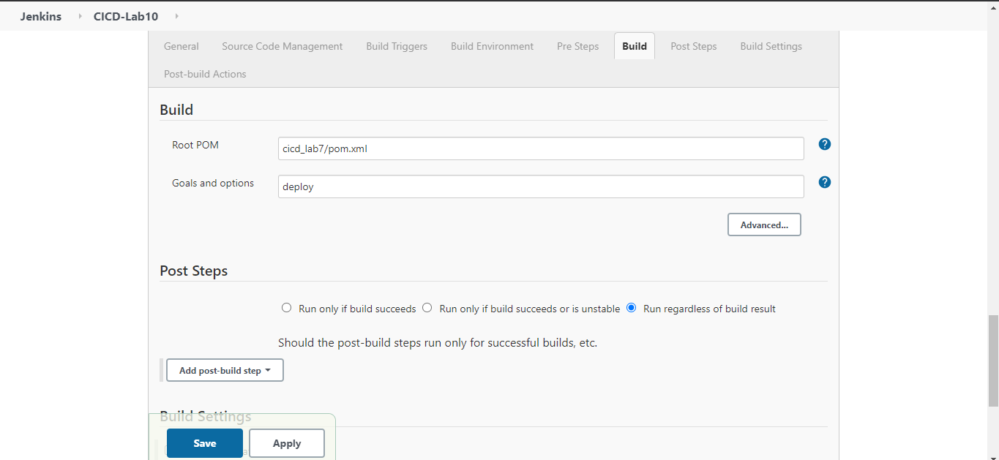 Jenkins CICD-Lab10
General Source Code Management Build Triggers Build Environment Pre Steps Build Post Steps Build Settings
Post-build Actions
Build
Root POM cicd_lab7/pom.xml ?
Goals and options deploy ?
Advanced...
Post Steps
Run only if build succeeds Run only if build succeeds or is unstable Run regardless of build result
Should the post-build steps run only for successful builds, etc.
Add post-build step
Build Settings
Save Apply